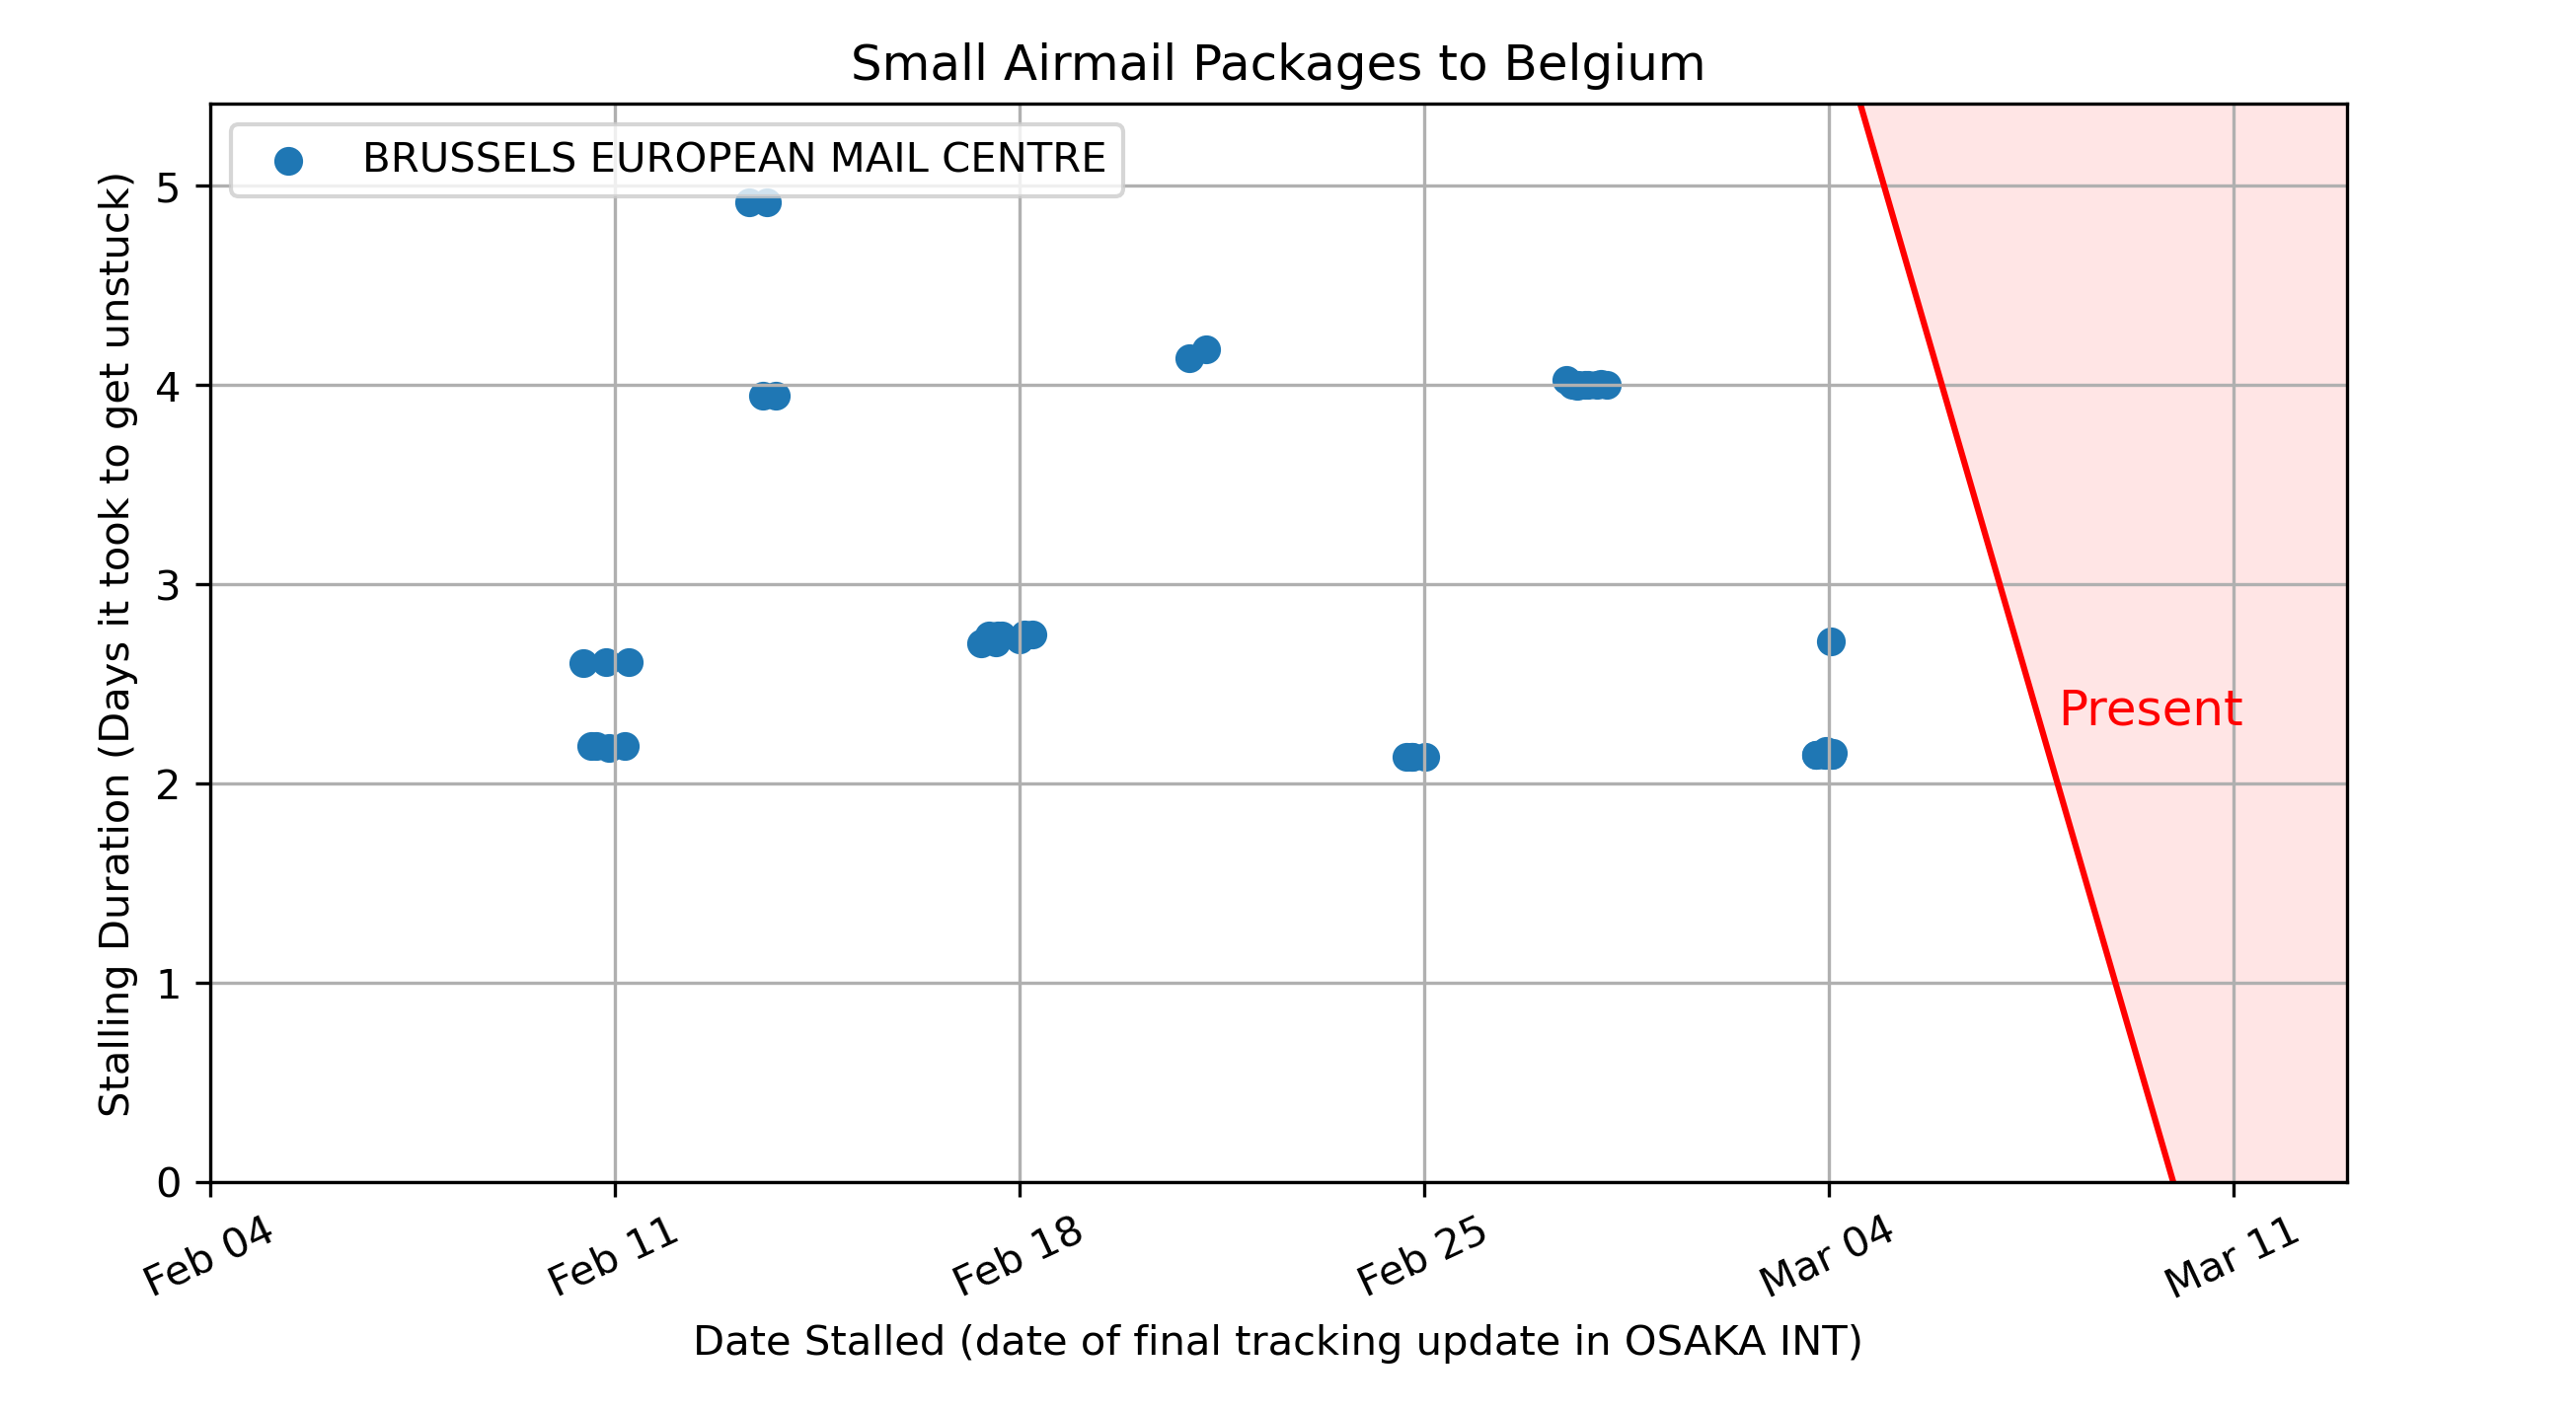 Small Airmail Packages to Belgium
BRUSSELS EUROPEAN MAIL CENTRE
Stalling Duration (Days it took to get unstuck)
5
4
3
2
1
0
Present
Feb 04
Feb 11
Feb 18
Feb 25
Mar 04
Mar 11
Date Stalled (date of final tracking update in OSAKA INT)